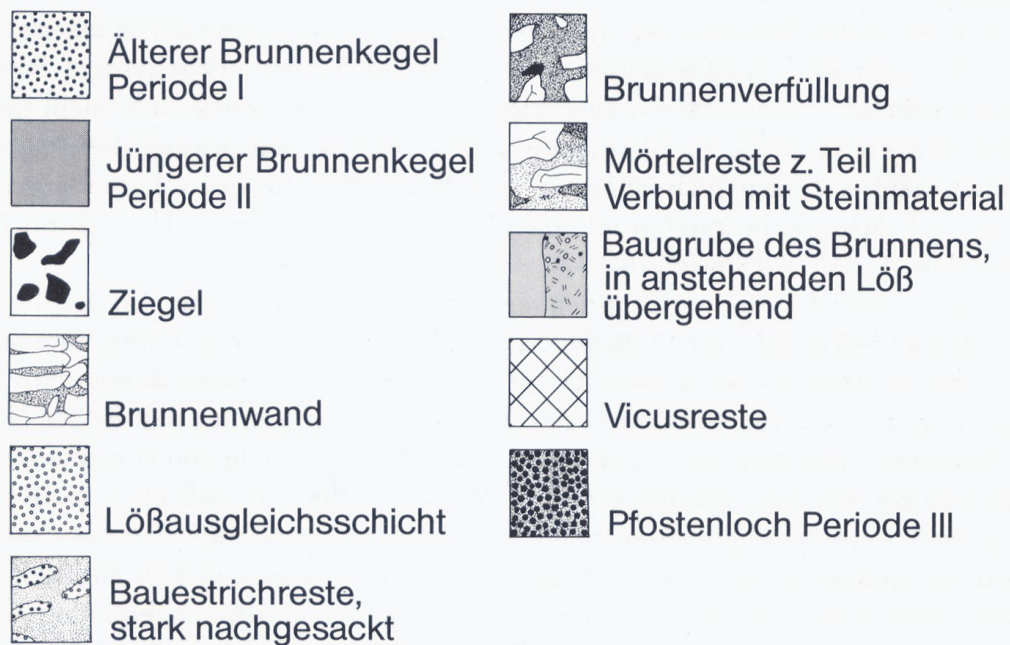 Älterer Brunnenkegel
Periode I
Jüngerer Brunnenkegel
Periode II
Ziegel
Brunnenwand
Lößausgleichsschicht
Bauestrichreste,
stark nachgesackt
Brunnenverfüllung
Mörtelreste z. Teil im
Verbund mit Steinmaterial
Baugrube des Brunnens,
in anstehenden Löß
übergehend
Vicusreste
Pfostenloch Periode III